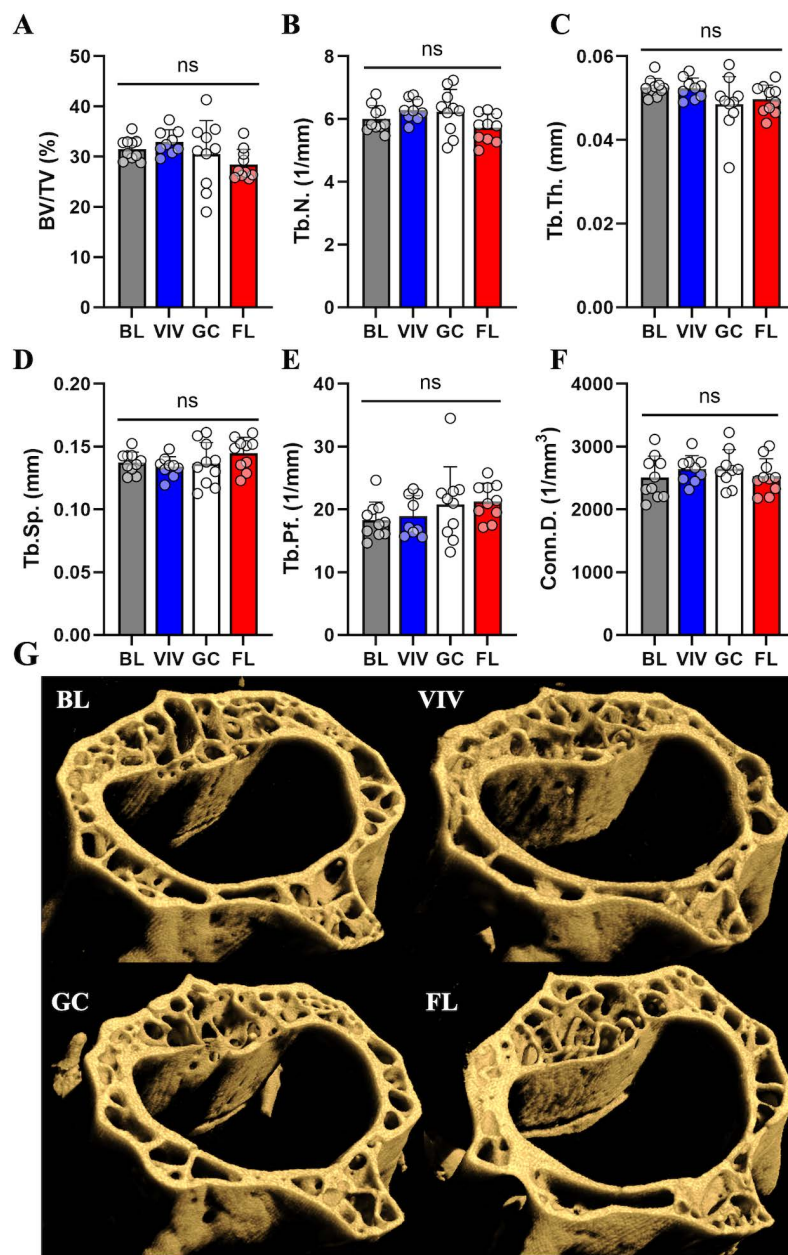 A
BV/TV (%)
50
40
30
20
10
0
ns
BL VIV GC FL
B
Tb.N. (1/mm)
8
6
4
2
0
ns
BL VIV GC FL
C
Tb.Th. (mm)
0.06
0.04
0.02
0.00
ns
BL VIV GC FL
D
Tb.Sp. (mm)
0.20
0.15
0.10
0.05
0.00
ns
BL VIV GC FL
E
Tb.Pf. (1/mm)
40
30
20
10
0
ns
BL VIV GC FL
F
Conn.D. (1/mm³)
4000
3000
2000
1000
0
ns
BL VIV GC FL
G
BL
VIV
GC
FL